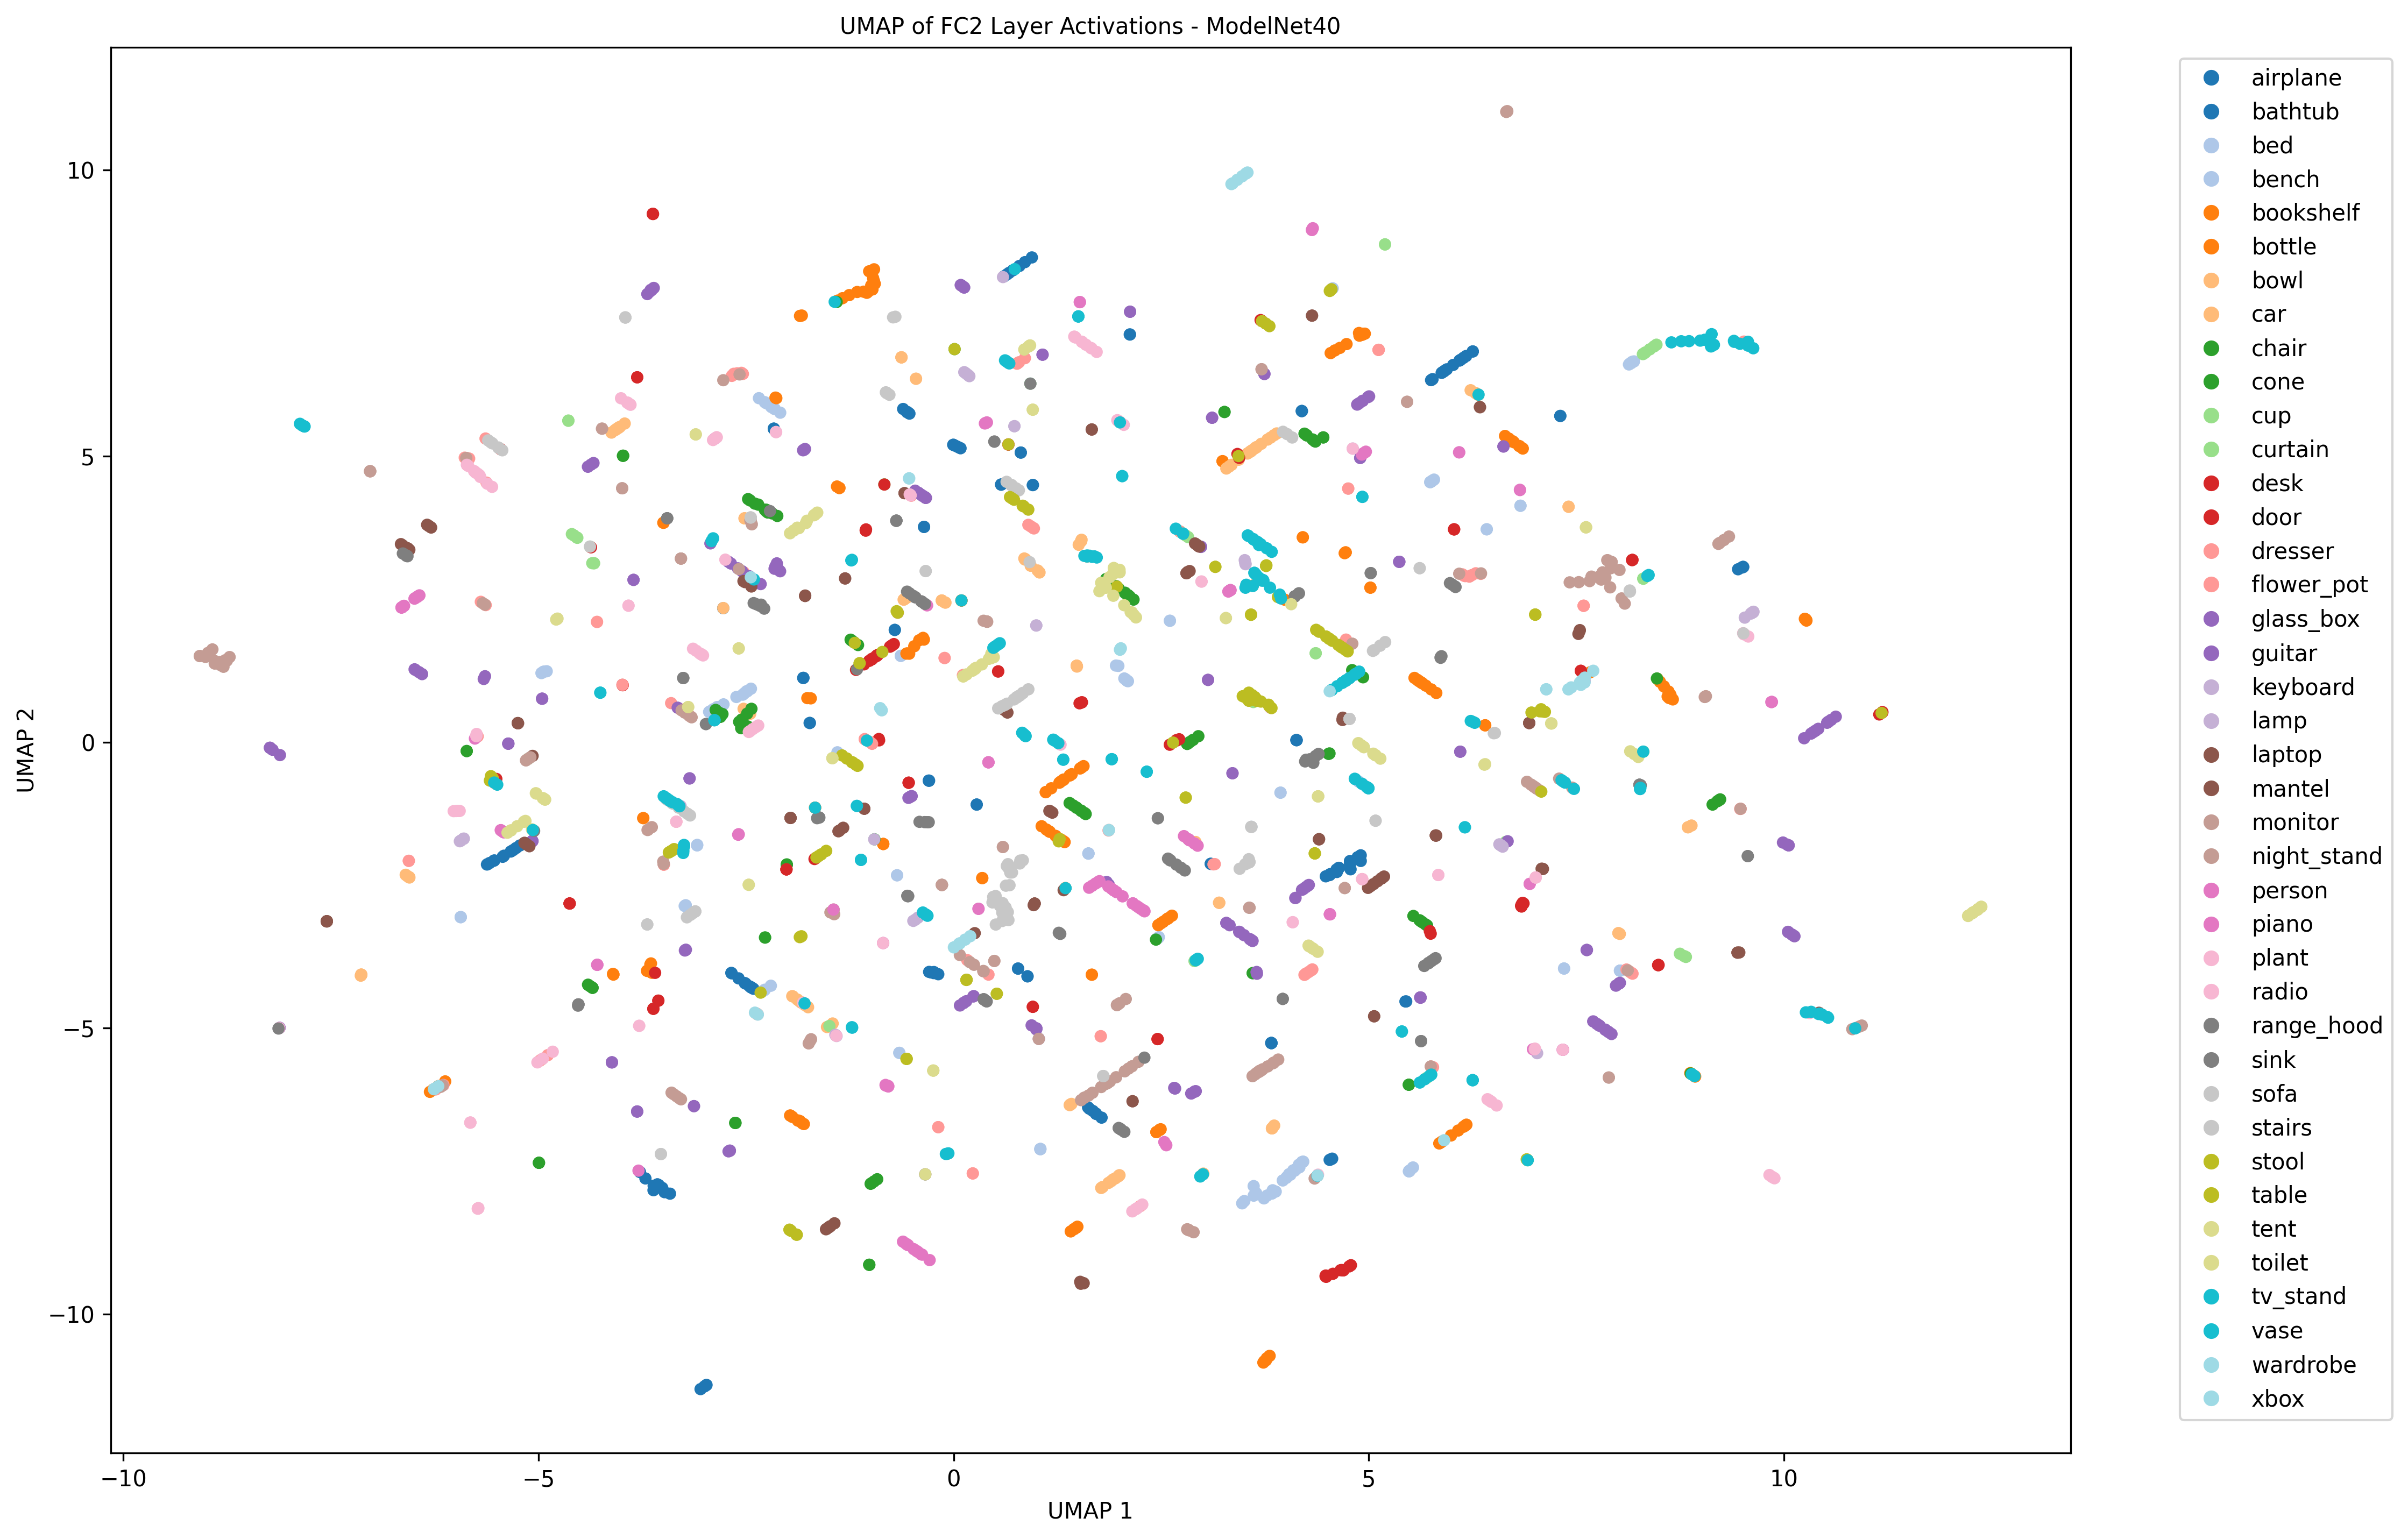 UMAP of FC2 Layer Activations - ModelNet40
10
5
0
−5
−10
UMAP 2
−10
−5
0
5
10
UMAP 1
airplane
bathtub
bed
bench
bookshelf
bottle
bowl
car
chair
cone
cup
curtain
desk
door
dresser
flower_pot
glass_box
guitar
keyboard
lamp
laptop
mantel
monitor
night_stand
person
piano
plant
radio
range_hood
sink
sofa
stairs
stool
table
tent
toilet
tv_stand
vase
wardrobe
xbox